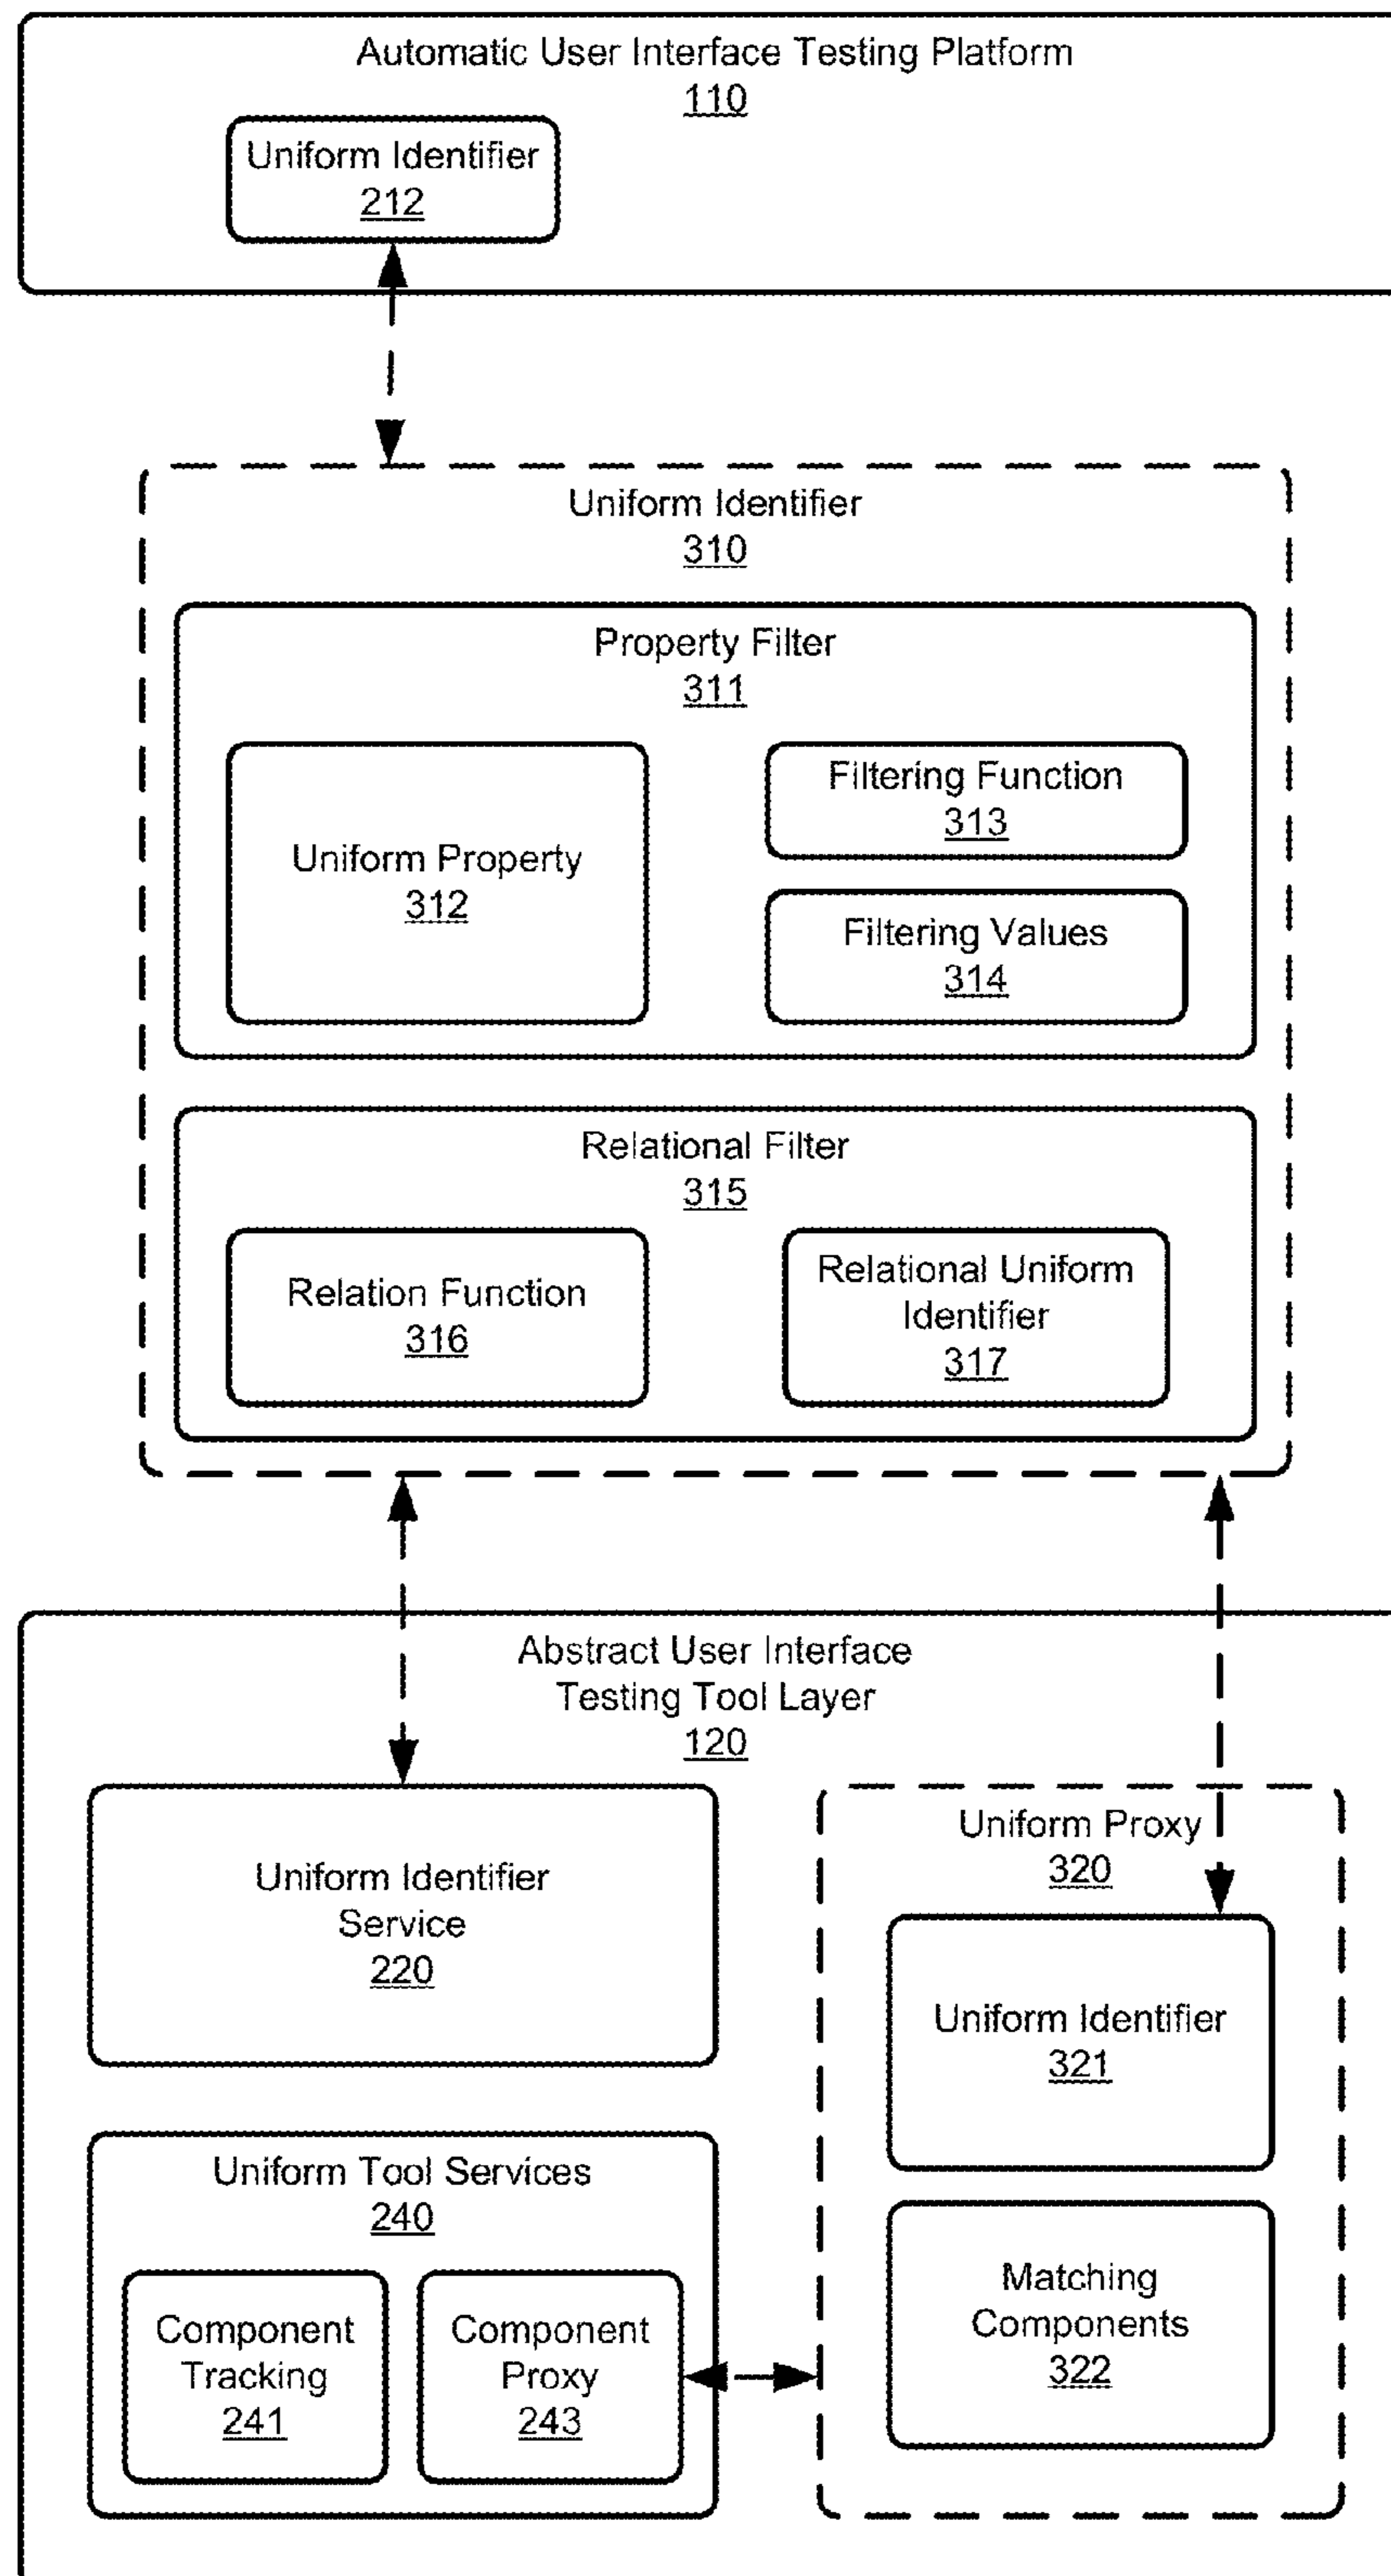 Automatic User Interface Testing Platform
110
Uniform Identifier
212
Uniform Identifier
310
Property Filter
311
Uniform Property
312
Filtering Function
313
Filtering Values
314
Relational Filter
315
Relation Function
316
Relational Uniform
Identifier
317
Abstract User Interface
Testing Tool Layer
120
Uniform Identifier
Service
220
Uniform Proxy
320
Uniform Identifier
321
Matching
Components
322
Uniform Tool Services
240
Component
Tracking
241
Component
Proxy
243